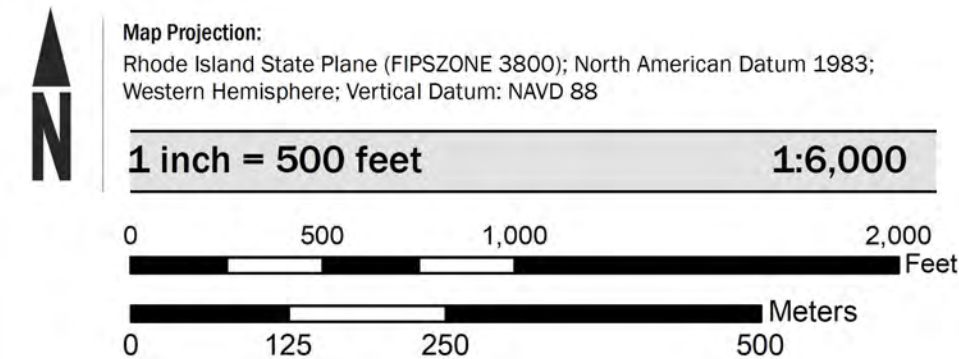 N
Map Projection:
Rhode Island State Plane (FIPSZONE 3800); North American Datum 1983;
Western Hemisphere; Vertical Datum: NAVD 88
1 inch = 500 feet 1:6,000
0 500 1,000 2,000
Feet
Meters
0 125 250 500